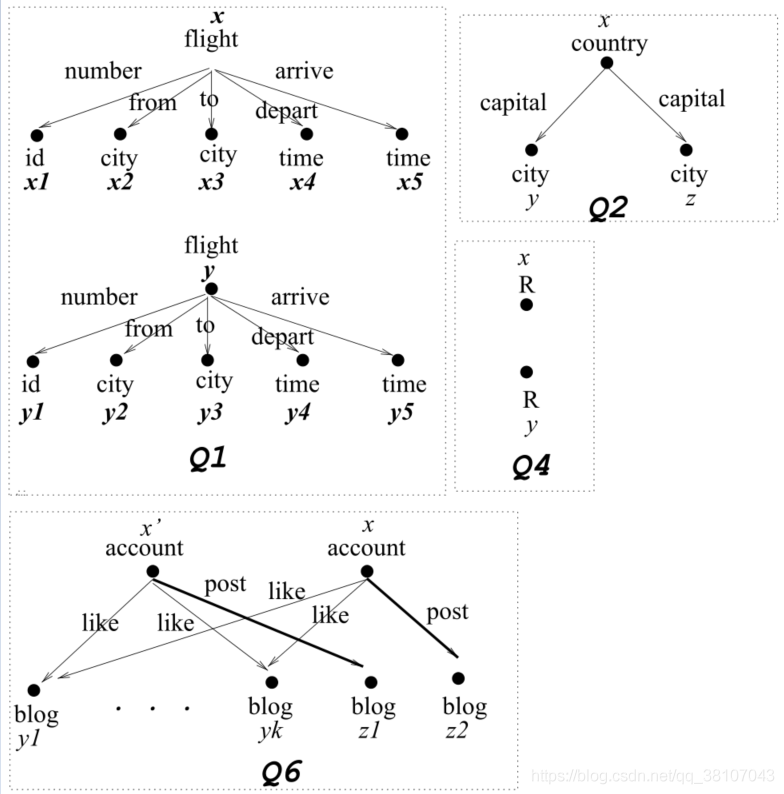 x
flight
number
arrive
from
to
depart
id
city
city
time
time
x1
x2
x3
x4
x5
flight
y
number
arrive
from
to
depart
id
city
city
time
time
y1
y2
y3
y4
y5
Q1
x
country
capital
capital
city
city
y
z
Q2
x
R
R
y
Q4
x'
x
account
account
post
like
like
like
like
post
blog
. . .
blog
blog
blog
y1
yk
z1
z2
Q6
https://blog.csdn.net/qq_38107043